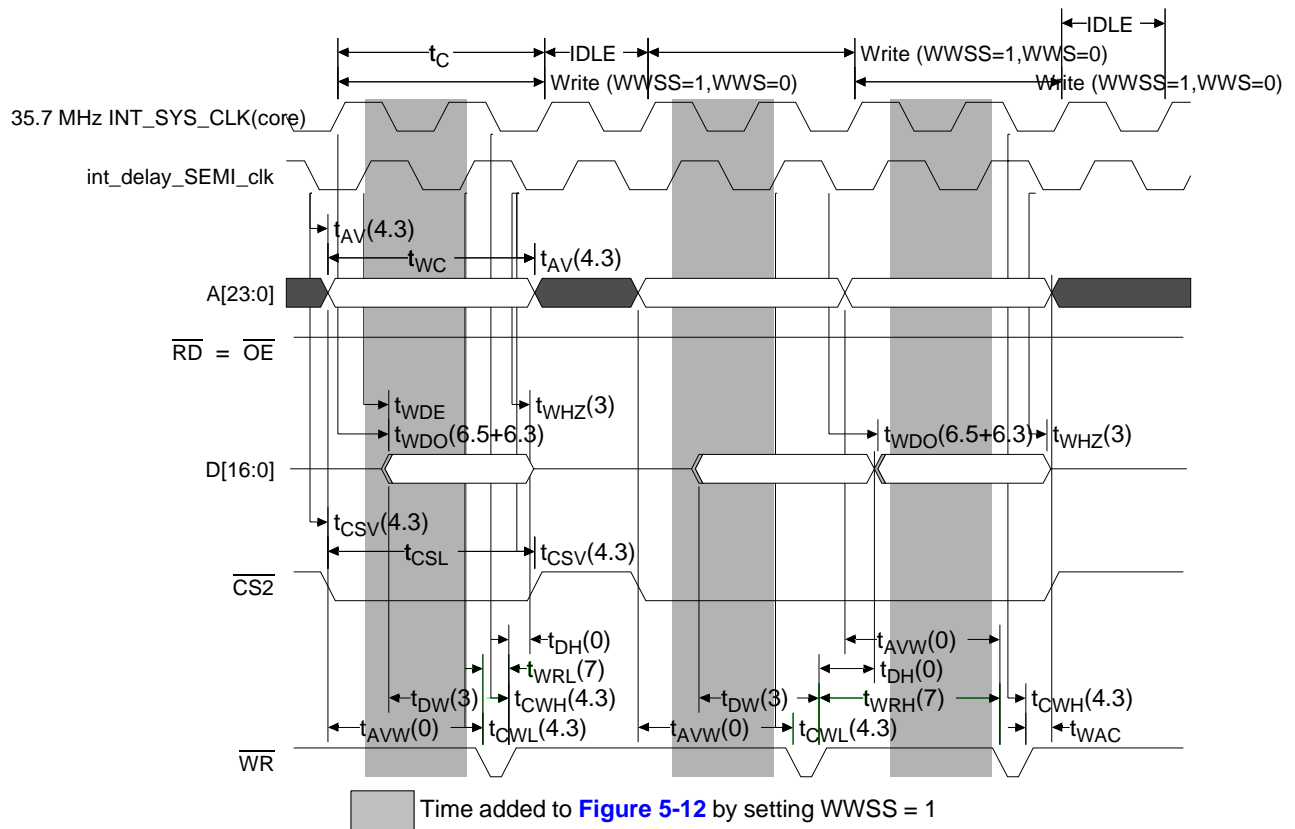 IDLE
tC IDLE Write (WWSS=1,WWS=0)
Write (WWSS=1,WWS=0) Write (WWSS=1,WWS=0)
35.7 MHz INT_SYS_CLK(core)
int_delay_SEMI_clk
tAV(4.3)
tWC tAV(4.3)
A[23:0]
RD = OE
tWDE tWHZ(3)
tWDO(6.5+6.3) tWDO(6.5+6.3) tWHZ(3)
D[16:0]
tCSV(4.3)
tCSL tCSV(4.3)
CS2
tDH(0) tAVW(0)
tWRL(7) tDH(0)
tDW(3) tCWH(4.3) tDW(3) tWRH(7) tCWH(4.3)
tAVW(0) tCWL(4.3) tAVW(0) tCWL(4.3) tWAC
WR
Time added to Figure 5-12 by setting WWSS = 1